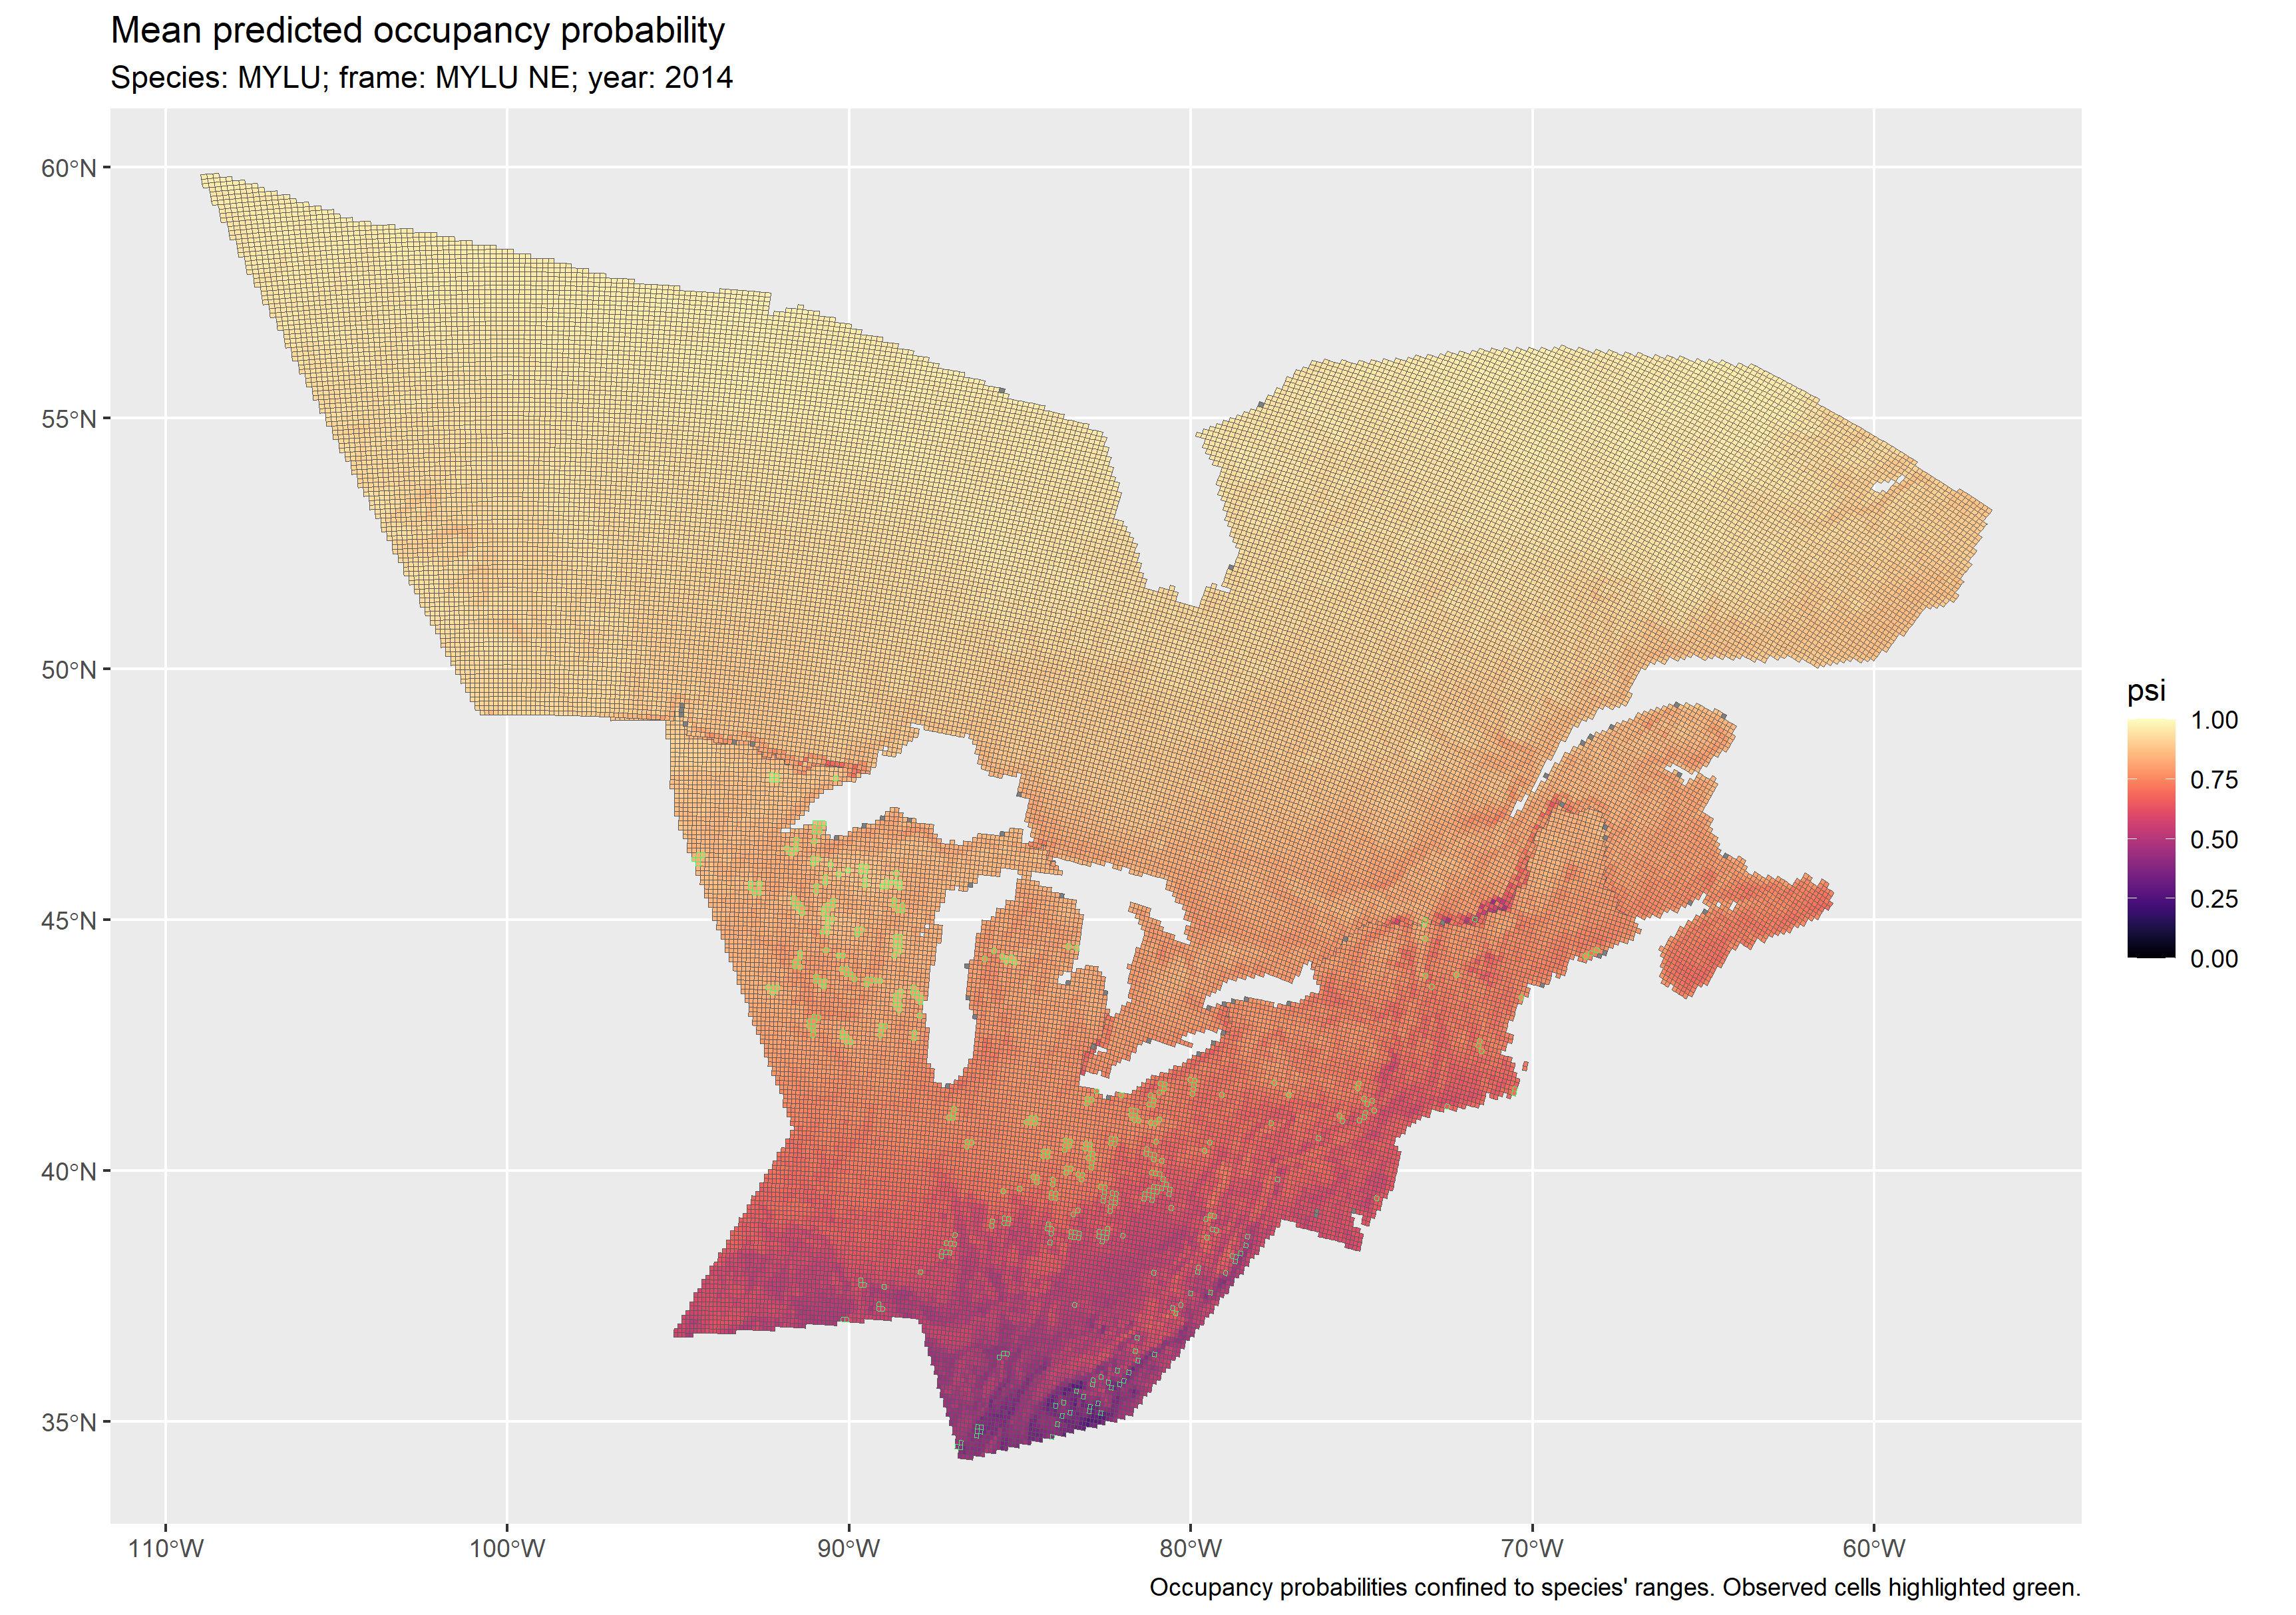 Mean predicted occupancy probability
Species: MYLU; frame: MYLU NE; year: 2014
60°N
55°N
50°N
45°N
40°N
35°N
110°W
100°W
90°W
80°W
70°W
60°W
psi
1.00
0.75
0.50
0.25
0.00
Occupancy probabilities confined to species' ranges. Observed cells highlighted green.